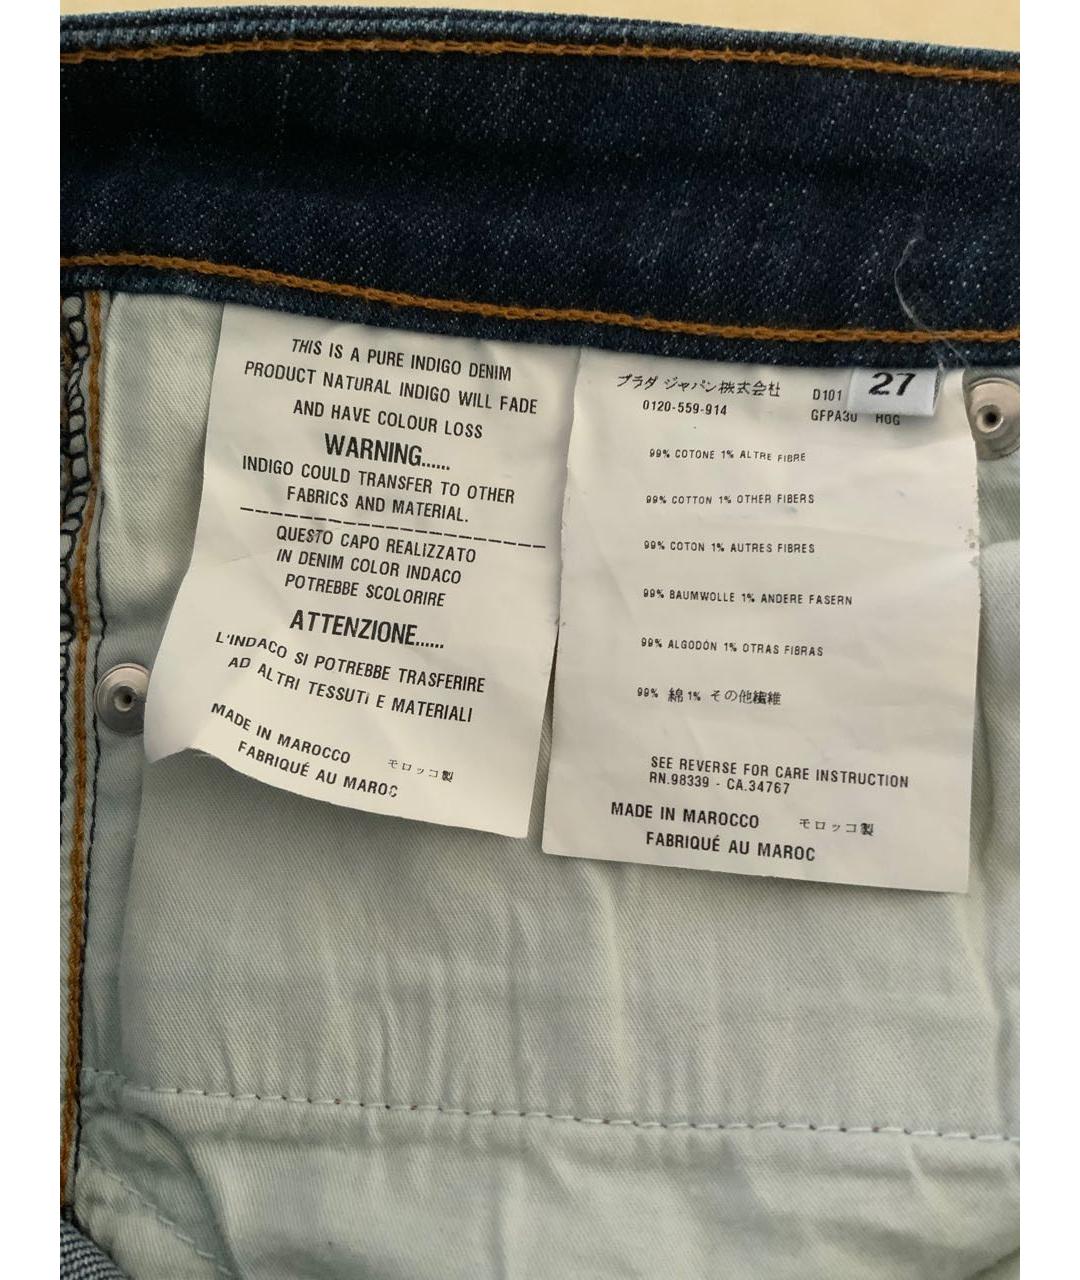 THIS IS A PURE INDIGO DENIM
PRODUCT NATURAL INDIGO WILL FADE
AND HAVE COLOUR LOSS
WARNING......
INDIGO COULD TRANSFER TO OTHER
FABRICS AND MATERIAL.
QUESTO CAPO REALIZZATO
IN DENIM COLOR INDACO
POTREBBE SCOLORIRE
ATTENZIONE......
L'INDACO SI POTREBBE TRASFERIRE
AD ALTRI TESSUTI E MATERIALI
MADE IN MAROCCO
FABRIQUÉ AU MAROC モロッコ製
プラダ ジャパン株式会社 D101 27
0120-559-914 GFPA30 H0G
99% COTONE 1% ALTRE FIBRE
99% COTTON 1% OTHER FIBERS
99% COTON 1% AUTRES FIBRES
99% BAUMWOLLE 1% ANDERE FASERN
99% ALGODÓN 1% OTRAS FIBRAS
99% 綿 1% その他繊維
SEE REVERSE FOR CARE INSTRUCTION
RN.98339 - CA.34767
MADE IN MAROCCO モロッコ製
FABRIQUÉ AU MAROC